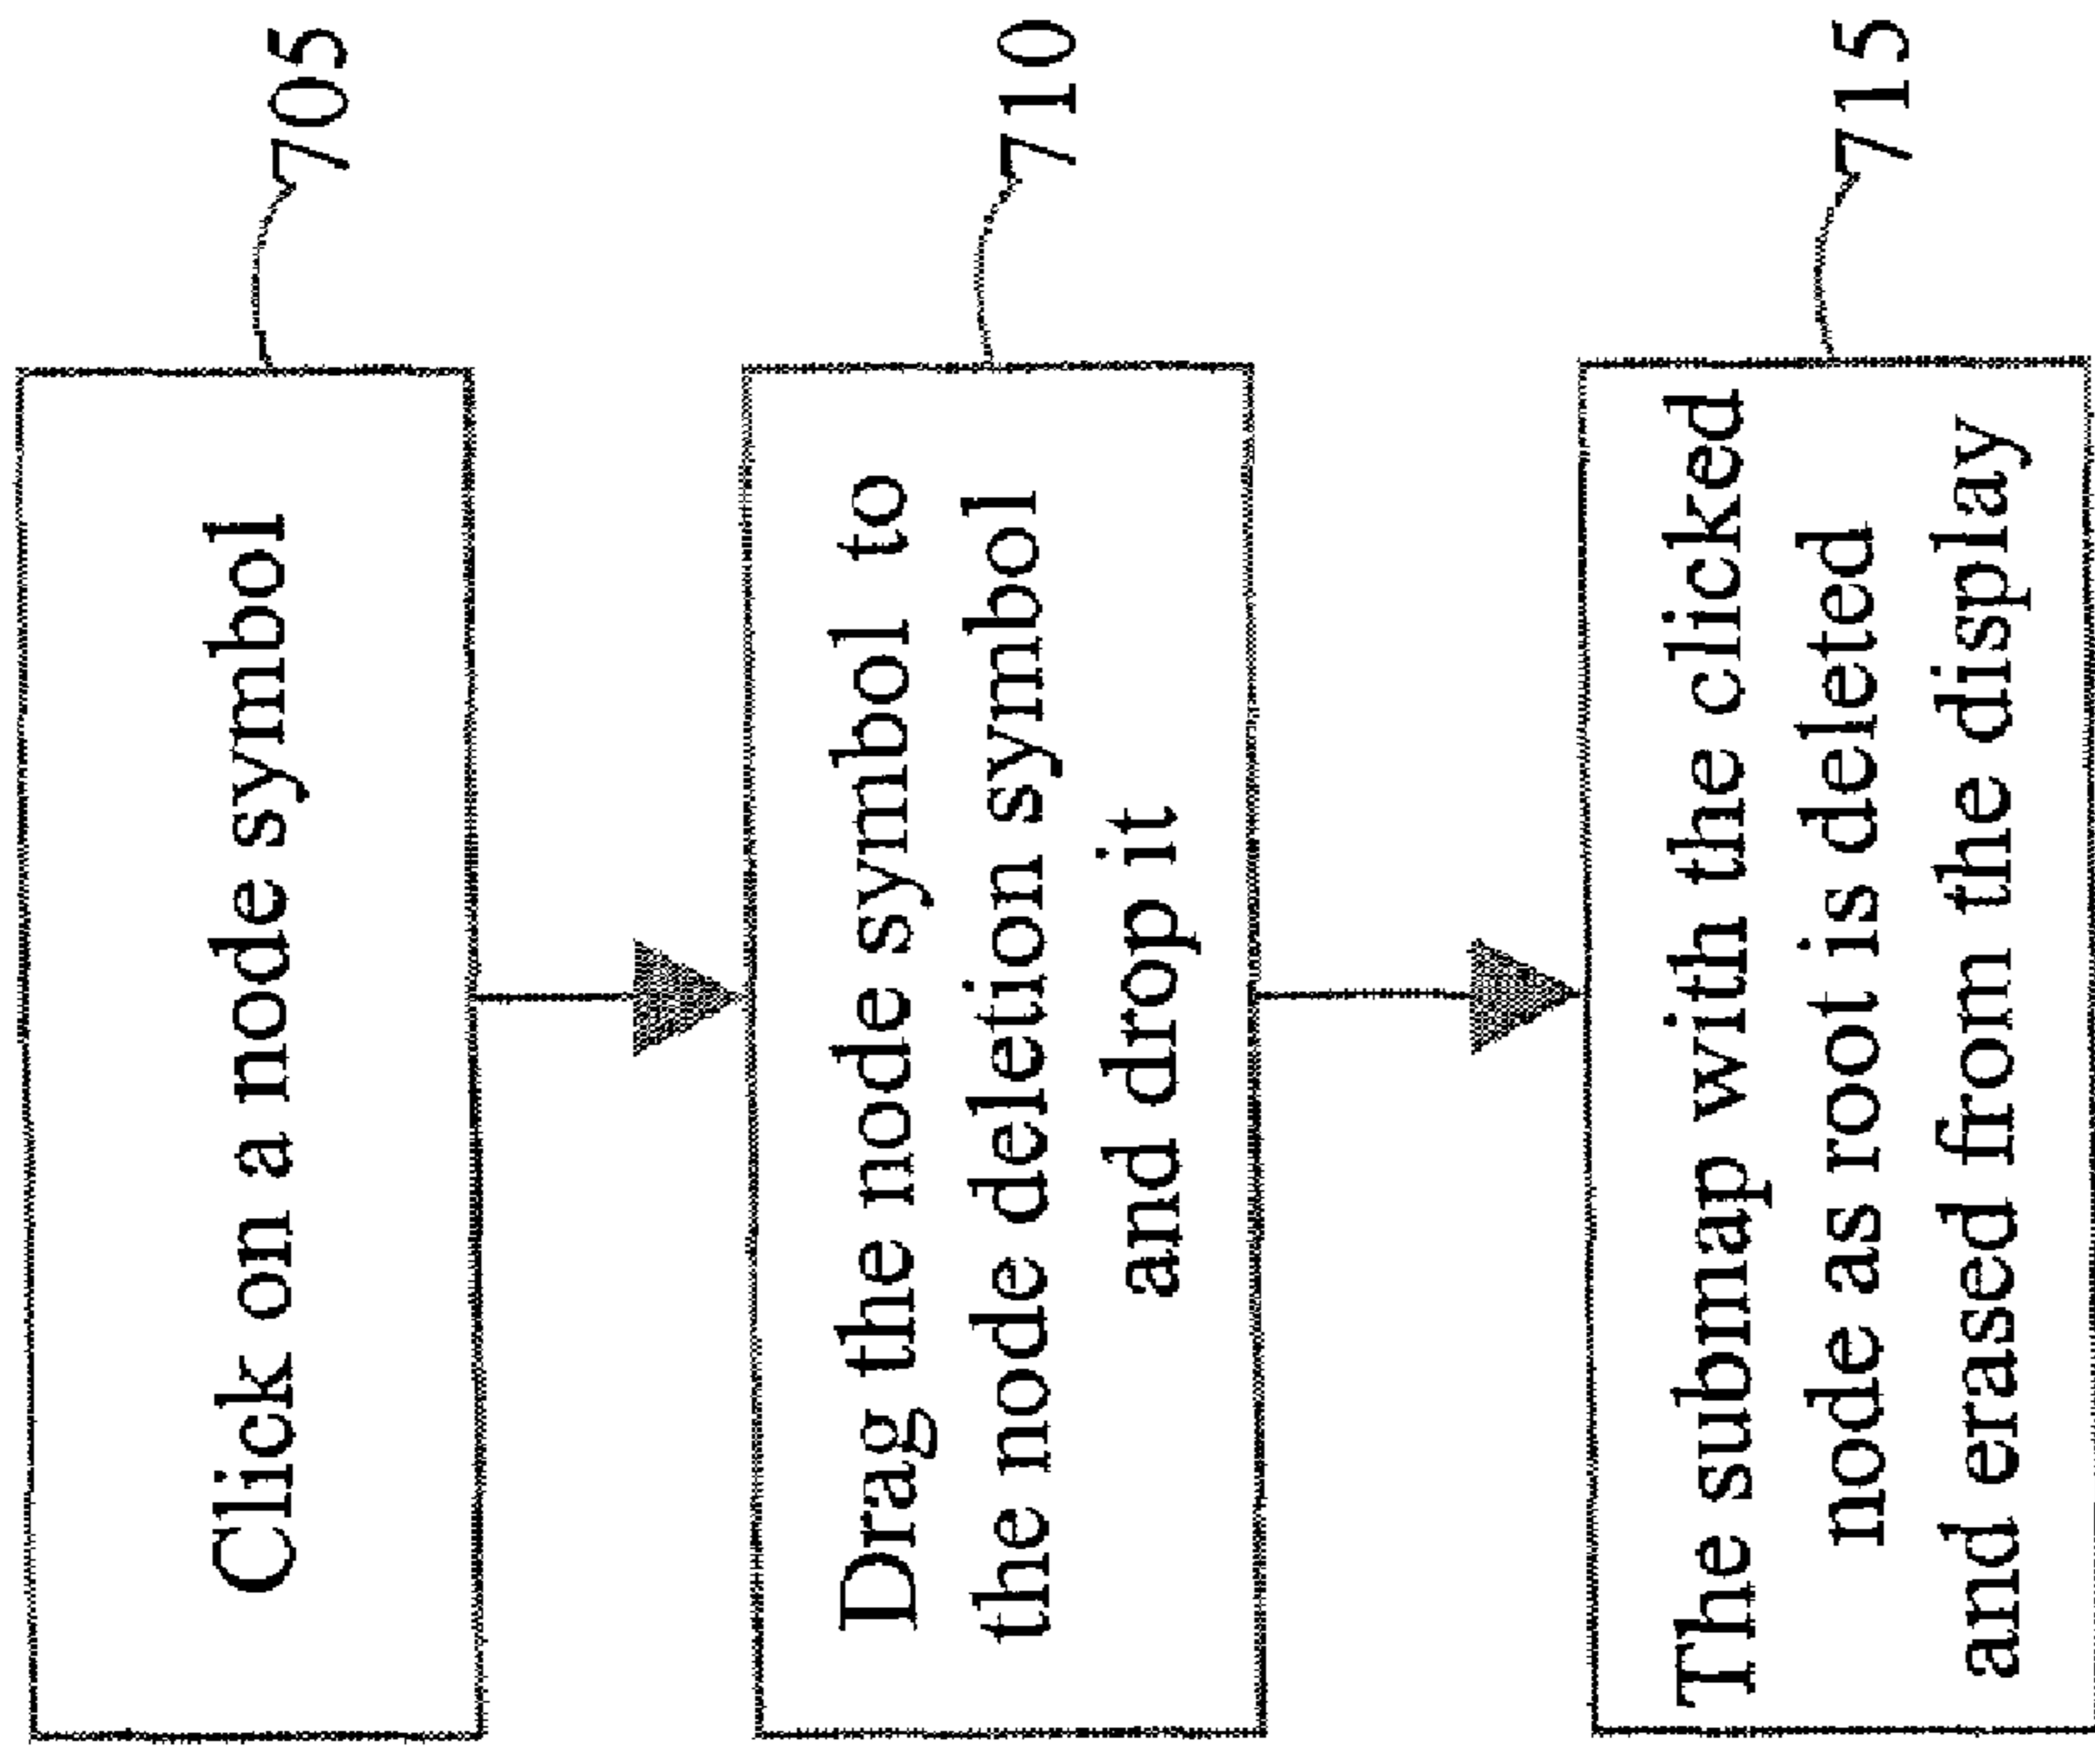 Click on a node symbol
705
Drag the node symbol to
the node deletion symbol
and drop it
710
The submap with the clicked
node as root is deleted
and erased from the display
715